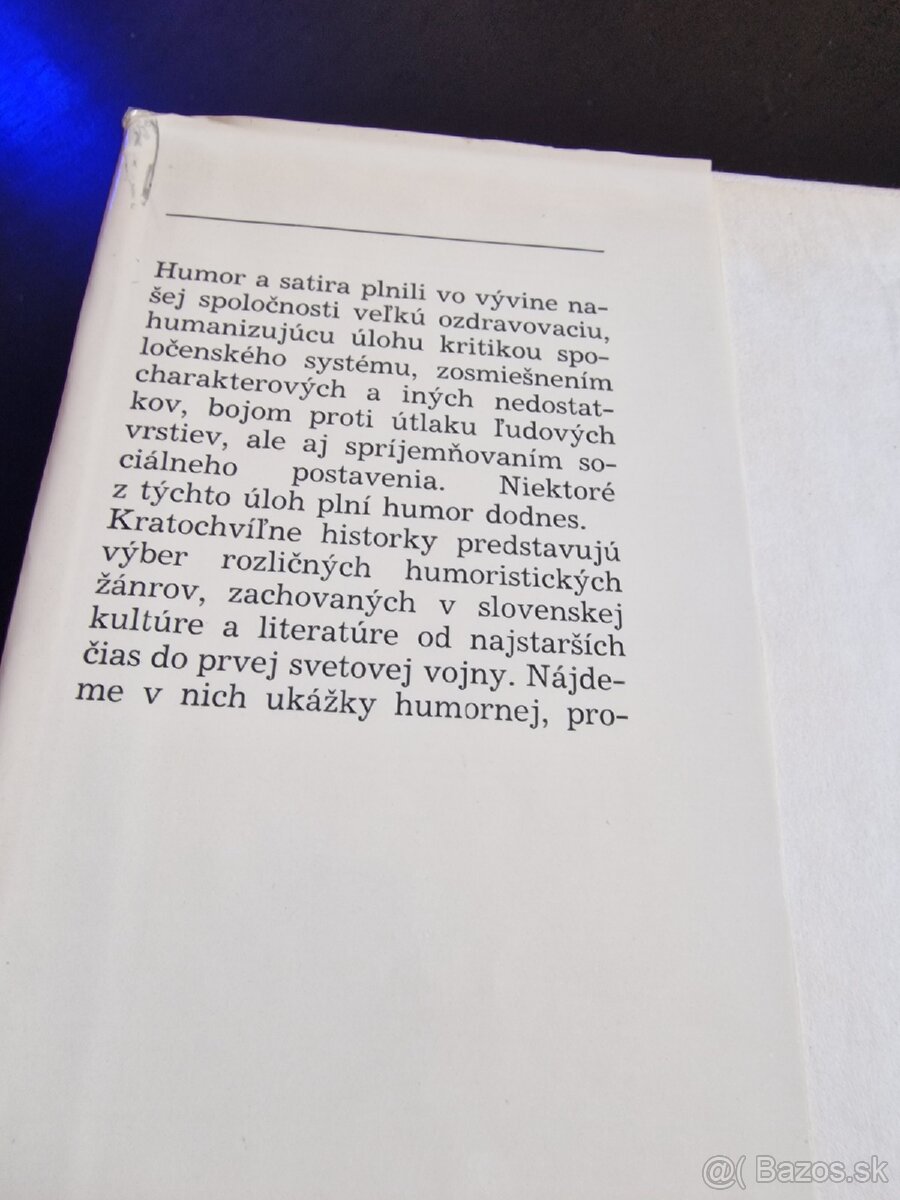 Humor a satira plnili vo vývine na-
šej spoločnosti veľkú ozdravovaciu,
humanizujúcu úlohu kritikou spo-
ločenského systému, zosmiešnením
charakterových a iných nedostat-
kov, bojom proti útlaku ľudových
vrstiev, ale aj spríjemňovaním so-
ciálneho postavenia. Niektoré
z týchto úloh plní humor dodnes.
Kratochvíľne historky predstavujú
výber rozličných humoristických
žánrov, zachovaných v slovenskej
kultúre a literatúre od najstarších
čias do prvej svetovej vojny. Nájde-
me v nich ukážky humornej, pro-
@( Bazos.sk